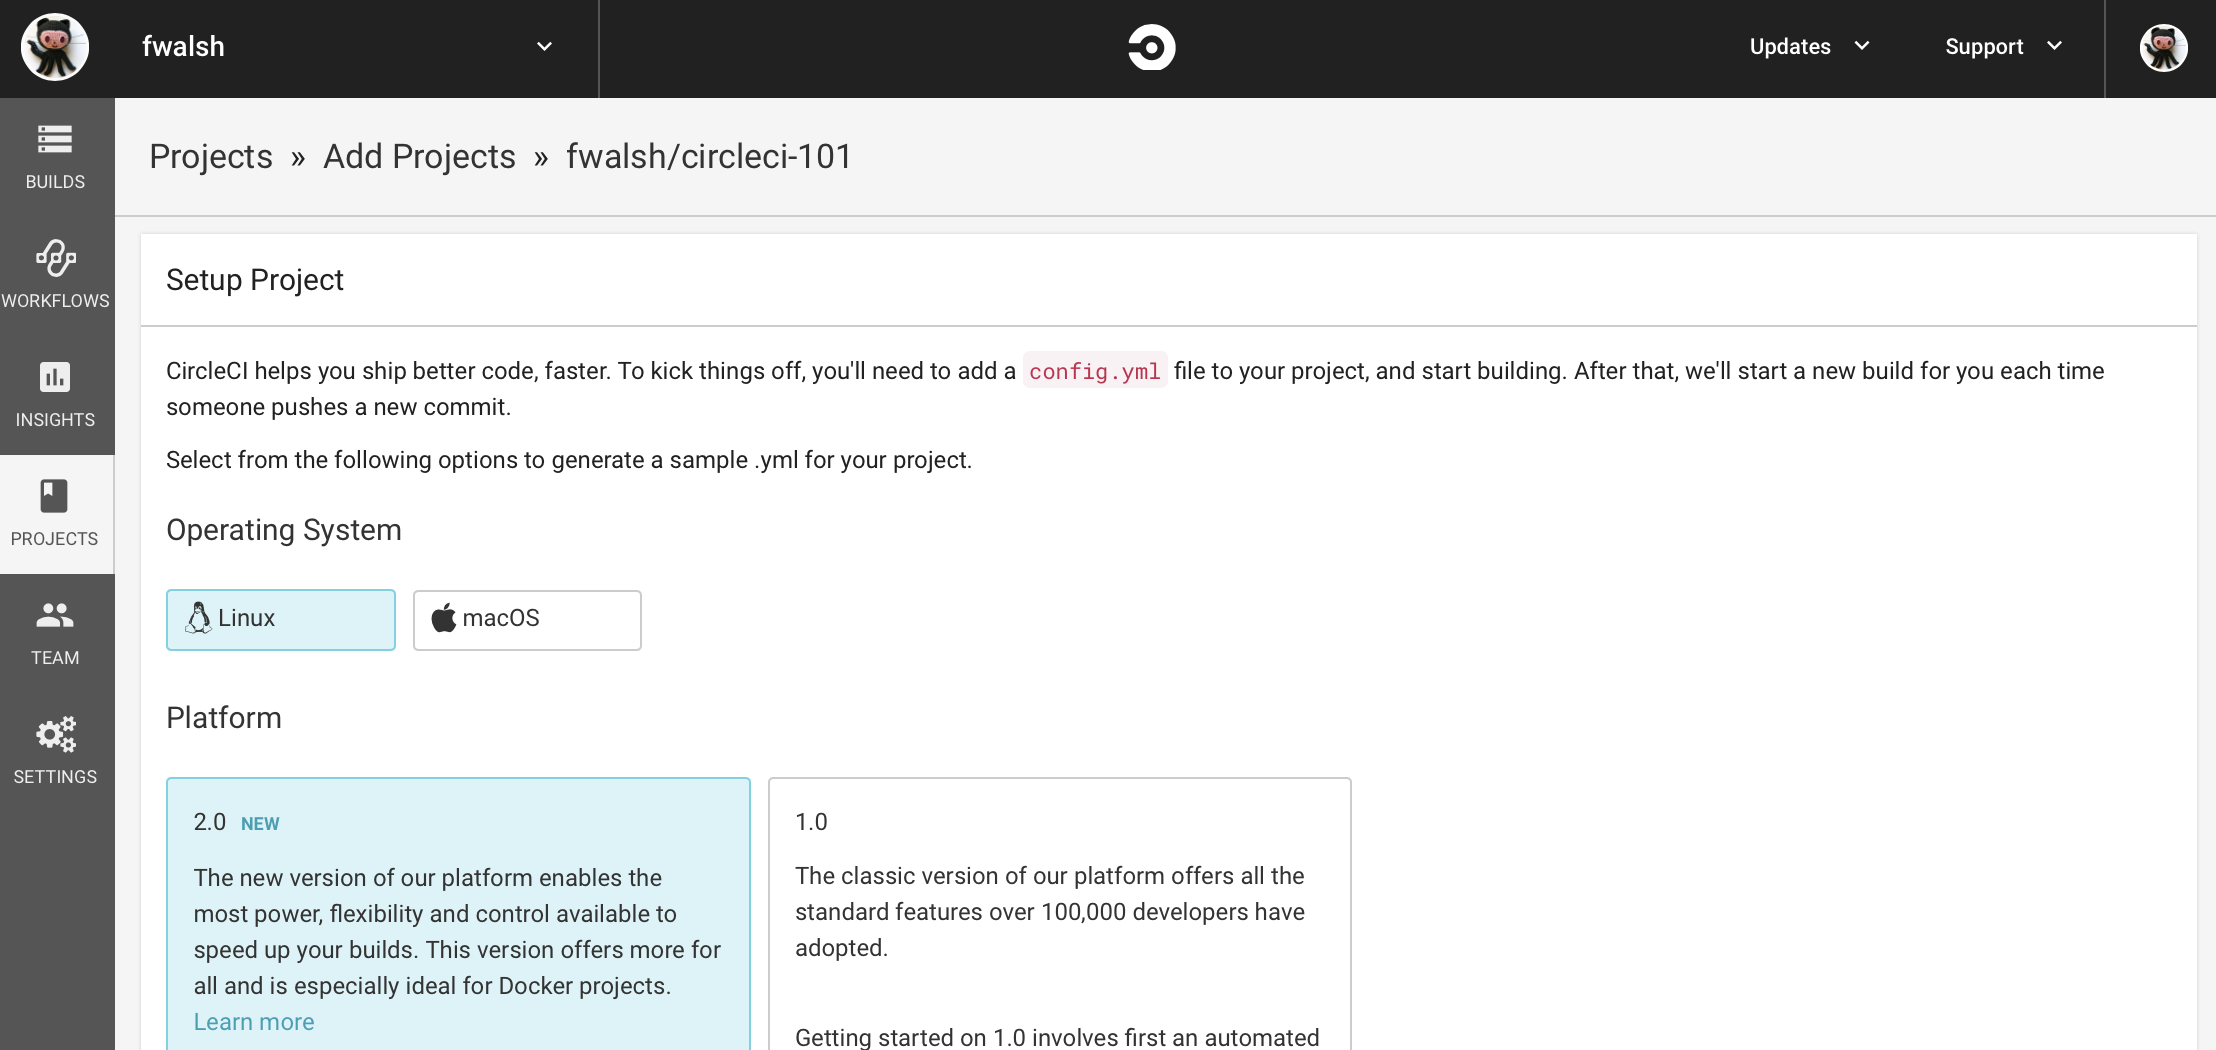 fwalsh
Updates
Support
BUILDS
WORKFLOWS
INSIGHTS
PROJECTS
TEAM
SETTINGS
Projects » Add Projects » fwalsh/circleci-101
Setup Project
CircleCI helps you ship better code, faster. To kick things off, you'll need to add a config.yml file to your project, and start building. After that, we'll start a new build for you each time
someone pushes a new commit.
Select from the following options to generate a sample .yml for your project.
Operating System
Linux
macOS
Platform
2.0 NEW
The new version of our platform enables the
most power, flexibility and control available to
speed up your builds. This version offers more for
all and is especially ideal for Docker projects.
Learn more
1.0
The classic version of our platform offers all the
standard features over 100,000 developers have
adopted.
Getting started on 1.0 involves first an automated